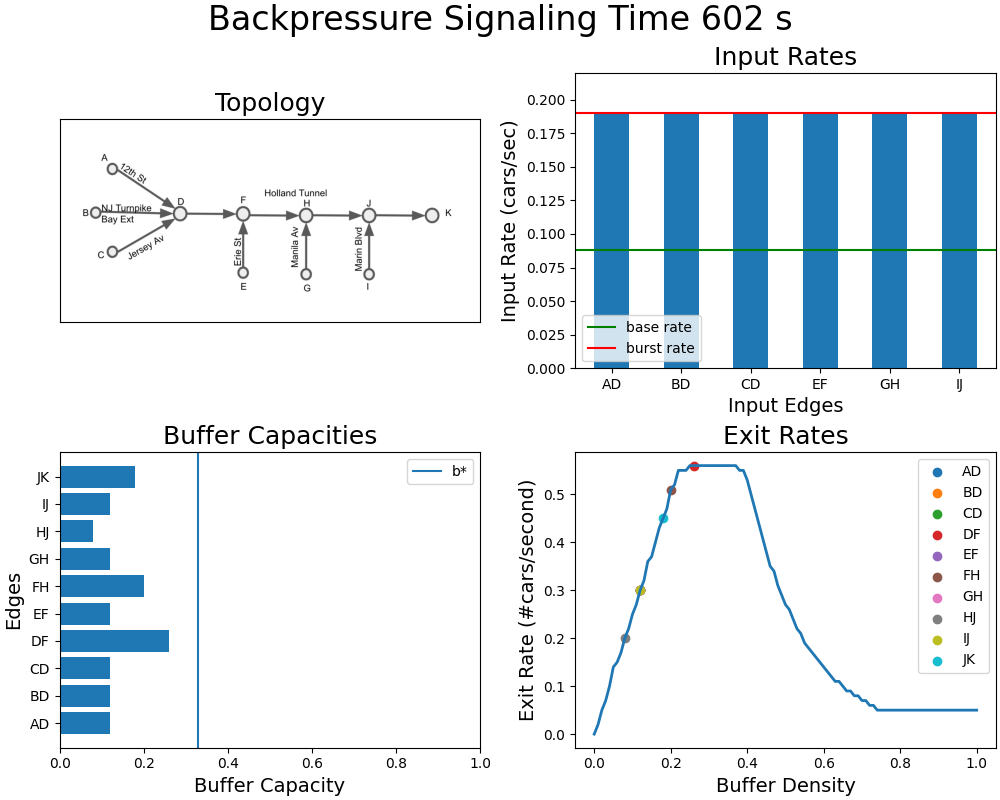 Backpressure Signaling Time 602 s
Topology
A
12th St
B
NJ Turnpike
Bay Ext
C
Jersey Av
D
F
Holland Tunnel
H
J
K
Erie St
Manila Av
Marin Blvd
E
G
I
Input Rates
Input Rate (cars/sec)
0.200
0.175
0.150
0.125
0.100
0.075
0.050
0.025
0.000
base rate
burst rate
AD BD CD EF GH IJ
Input Edges
Buffer Capacities
Edges
JK
IJ
HJ
GH
FH
EF
DF
CD
BD
AD
b*
0.0 0.2 0.4 0.6 0.8 1.0
Buffer Capacity
Exit Rates
Exit Rate (#cars/second)
0.5
0.4
0.3
0.2
0.1
0.0
AD
BD
CD
DF
EF
FH
GH
HJ
IJ
JK
0.0 0.2 0.4 0.6 0.8 1.0
Buffer Density